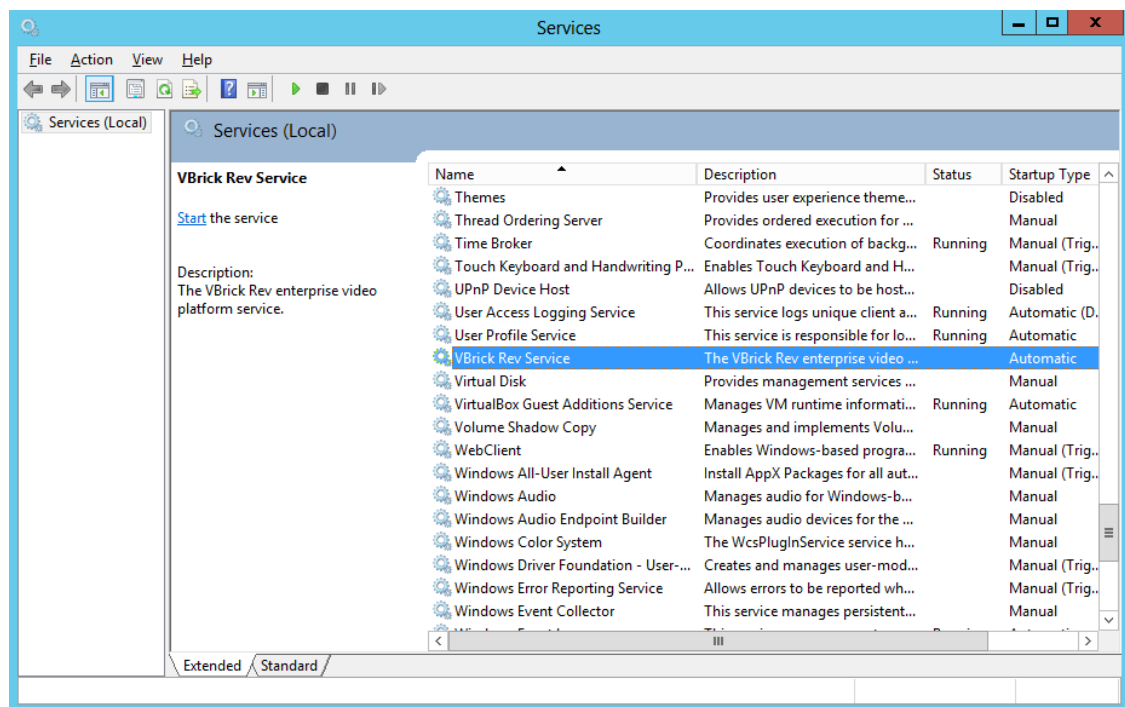 Services
File Action View Help
Services (Local)
Services (Local)
VBrick Rev Service
Start the service
Description:
The VBrick Rev enterprise video
platform service.
Name Description Status Startup Type
Themes Provides user experience theme... Disabled
Thread Ordering Server Provides ordered execution for ... Manual
Time Broker Coordinates execution of backg... Running Manual (Trig..
Touch Keyboard and Handwriting P... Enables Touch Keyboard and H... Manual (Trig..
UPnP Device Host Allows UPnP devices to be host... Disabled
User Access Logging Service This service logs unique client a... Running Automatic (D.
User Profile Service This service is responsible for lo... Running Automatic
VBrick Rev Service The VBrick Rev enterprise video ... Automatic
Virtual Disk Provides management services ... Manual
VirtualBox Guest Additions Service Manages VM runtime informati... Running Automatic
Volume Shadow Copy Manages and implements Volu... Manual
WebClient Enables Windows-based progra... Running Manual (Trig..
Windows All-User Install Agent Install AppX Packages for all aut... Manual (Trig..
Windows Audio Manages audio for Windows-b... Manual
Windows Audio Endpoint Builder Manages audio devices for the ... Manual
Windows Color System The WcsPlugInService service h... Manual
Windows Driver Foundation - User-... Creates and manages user-mod... Manual (Trig..
Windows Error Reporting Service Allows errors to be reported wh... Manual (Trig..
Windows Event Collector This service manages persistent... Manual
Extended Standard